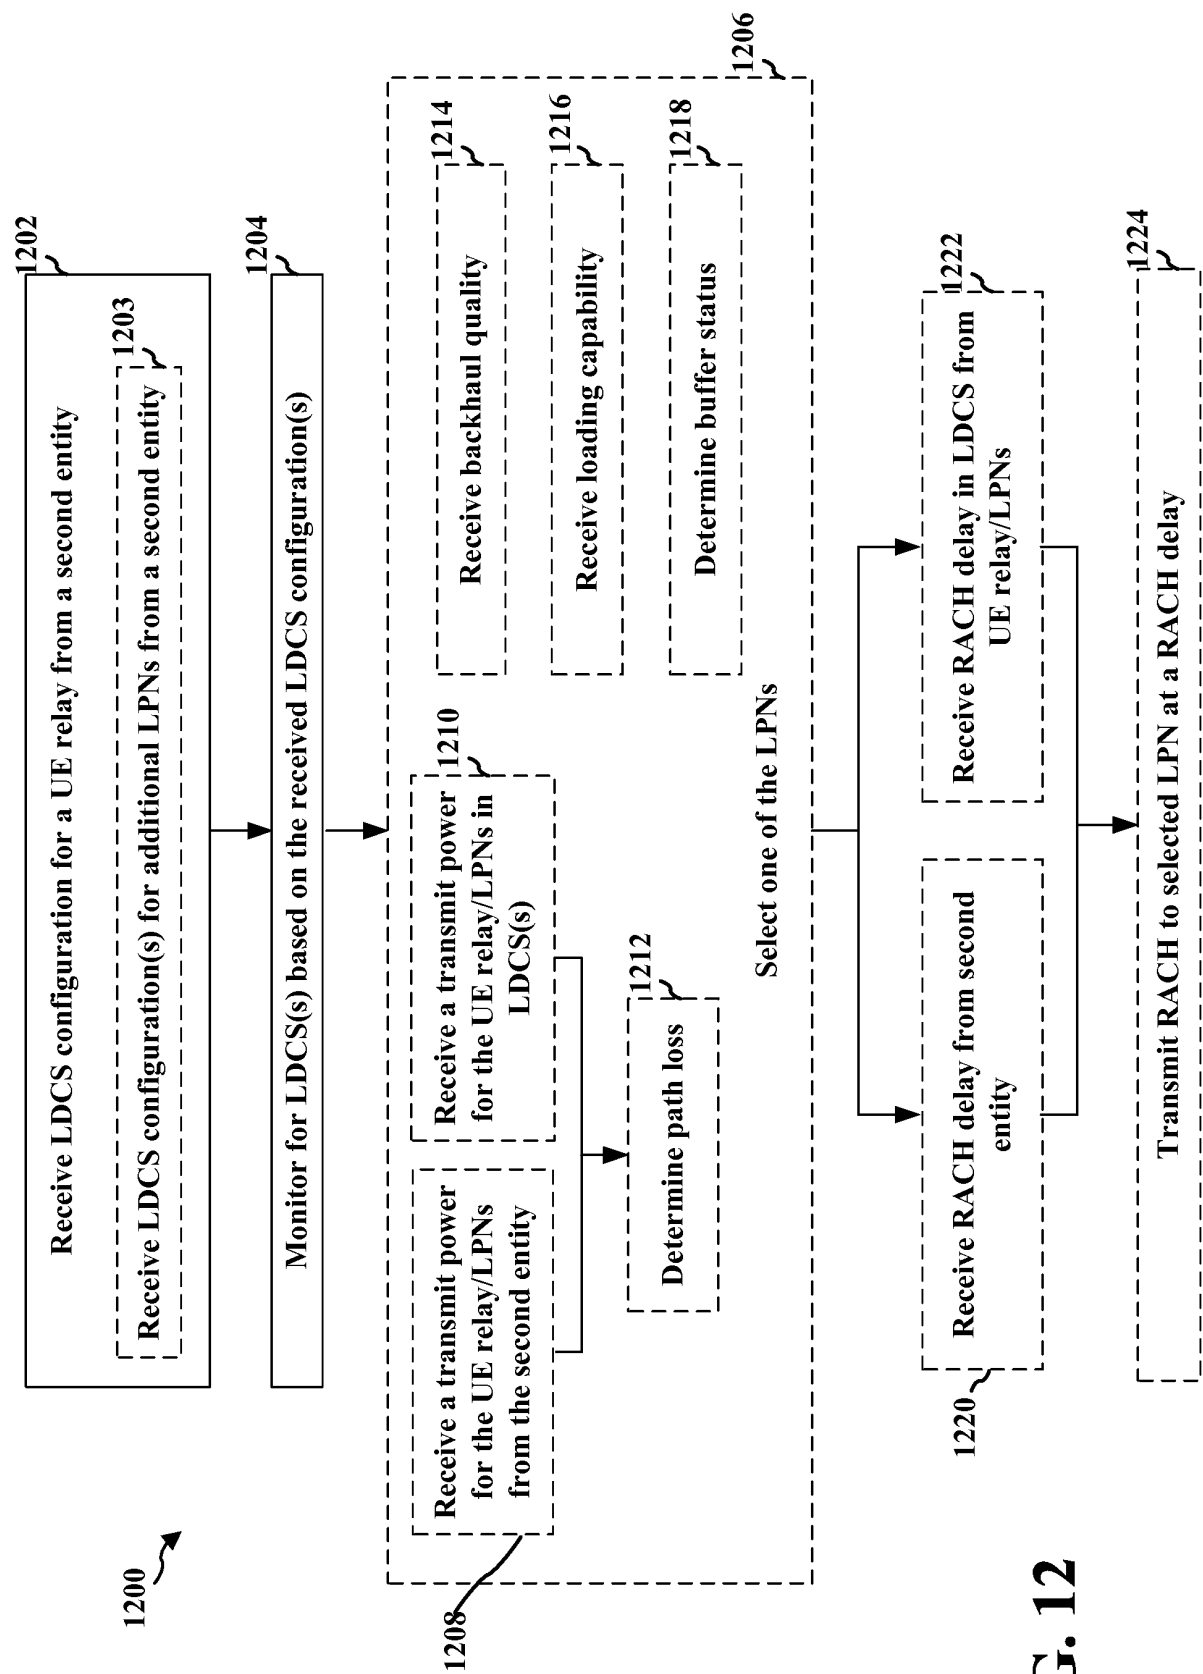 1200
1202
Receive LDCS configuration for a UE relay from a second entity
1203
Receive LDCS configuration(s) for additional LPNs from a second entity
1204
Monitor for LDCS(s) based on the received LDCS configuration(s)
1206
1208
Receive a transmit power
for the UE relay/LPNs
from the second entity
1210
Receive a transmit power
for the UE relay/LPNs in
LDCS(s)
1212
Determine path loss
1214
Receive backhaul quality
1216
Receive loading capability
1218
Determine buffer status
Select one of the LPNs
1220
Receive RACH delay from second
entity
1222
Receive RACH delay in LDCS from
UE relay/LPNs
1224
Transmit RACH to selected LPN at a RACH delay
G. 12